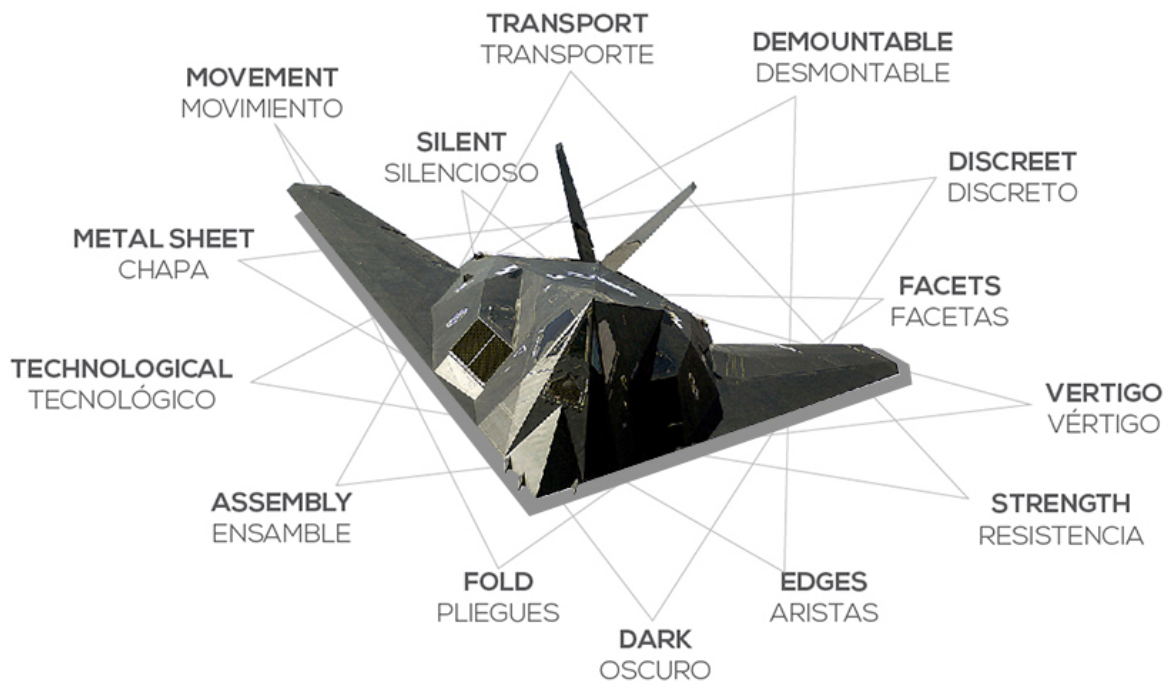 TRANSPORT
TRANSPORTE
DEMOUNTABLE
DESMONTABLE
MOVEMENT
MOVIMIENTO
SILENT
SILENCIOSO
DISCREET
DISCRETO
METAL SHEET
CHAPA
FACETS
FACETAS
TECHNOLOGICAL
TECNOLÓGICO
VERTIGO
VÉRTIGO
ASSEMBLY
ENSAMBLE
STRENGTH
RESISTENCIA
FOLD
PLIEGUES
EDGES
ARISTAS
DARK
OSCURO